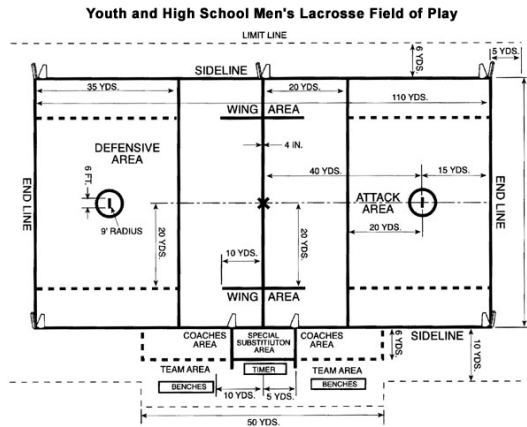 Youth and High School Men's Lacrosse Field of Play
LIMIT LINE
6 YDS.
5 YDS.
SIDELINE
35 YDS.
20 YDS.
110 YDS.
WING AREA
DEFENSIVE
AREA
4 IN.
40 YDS.
15 YDS.
6 FT.
END LINE
ATTACK
AREA
END LINE
9' RADIUS
20 YDS.
20 YDS.
20 YDS.
10 YDS.
WING AREA
COACHES
AREA
SPECIAL
SUBSTITIUTON
AREA
COACHES
AREA
6 YDS.
SIDELINE
10 YDS.
TEAM AREA
TIMER
TEAM AREA
BENCHES
10 YDS.
5 YDS.
BENCHES
50 YDS.